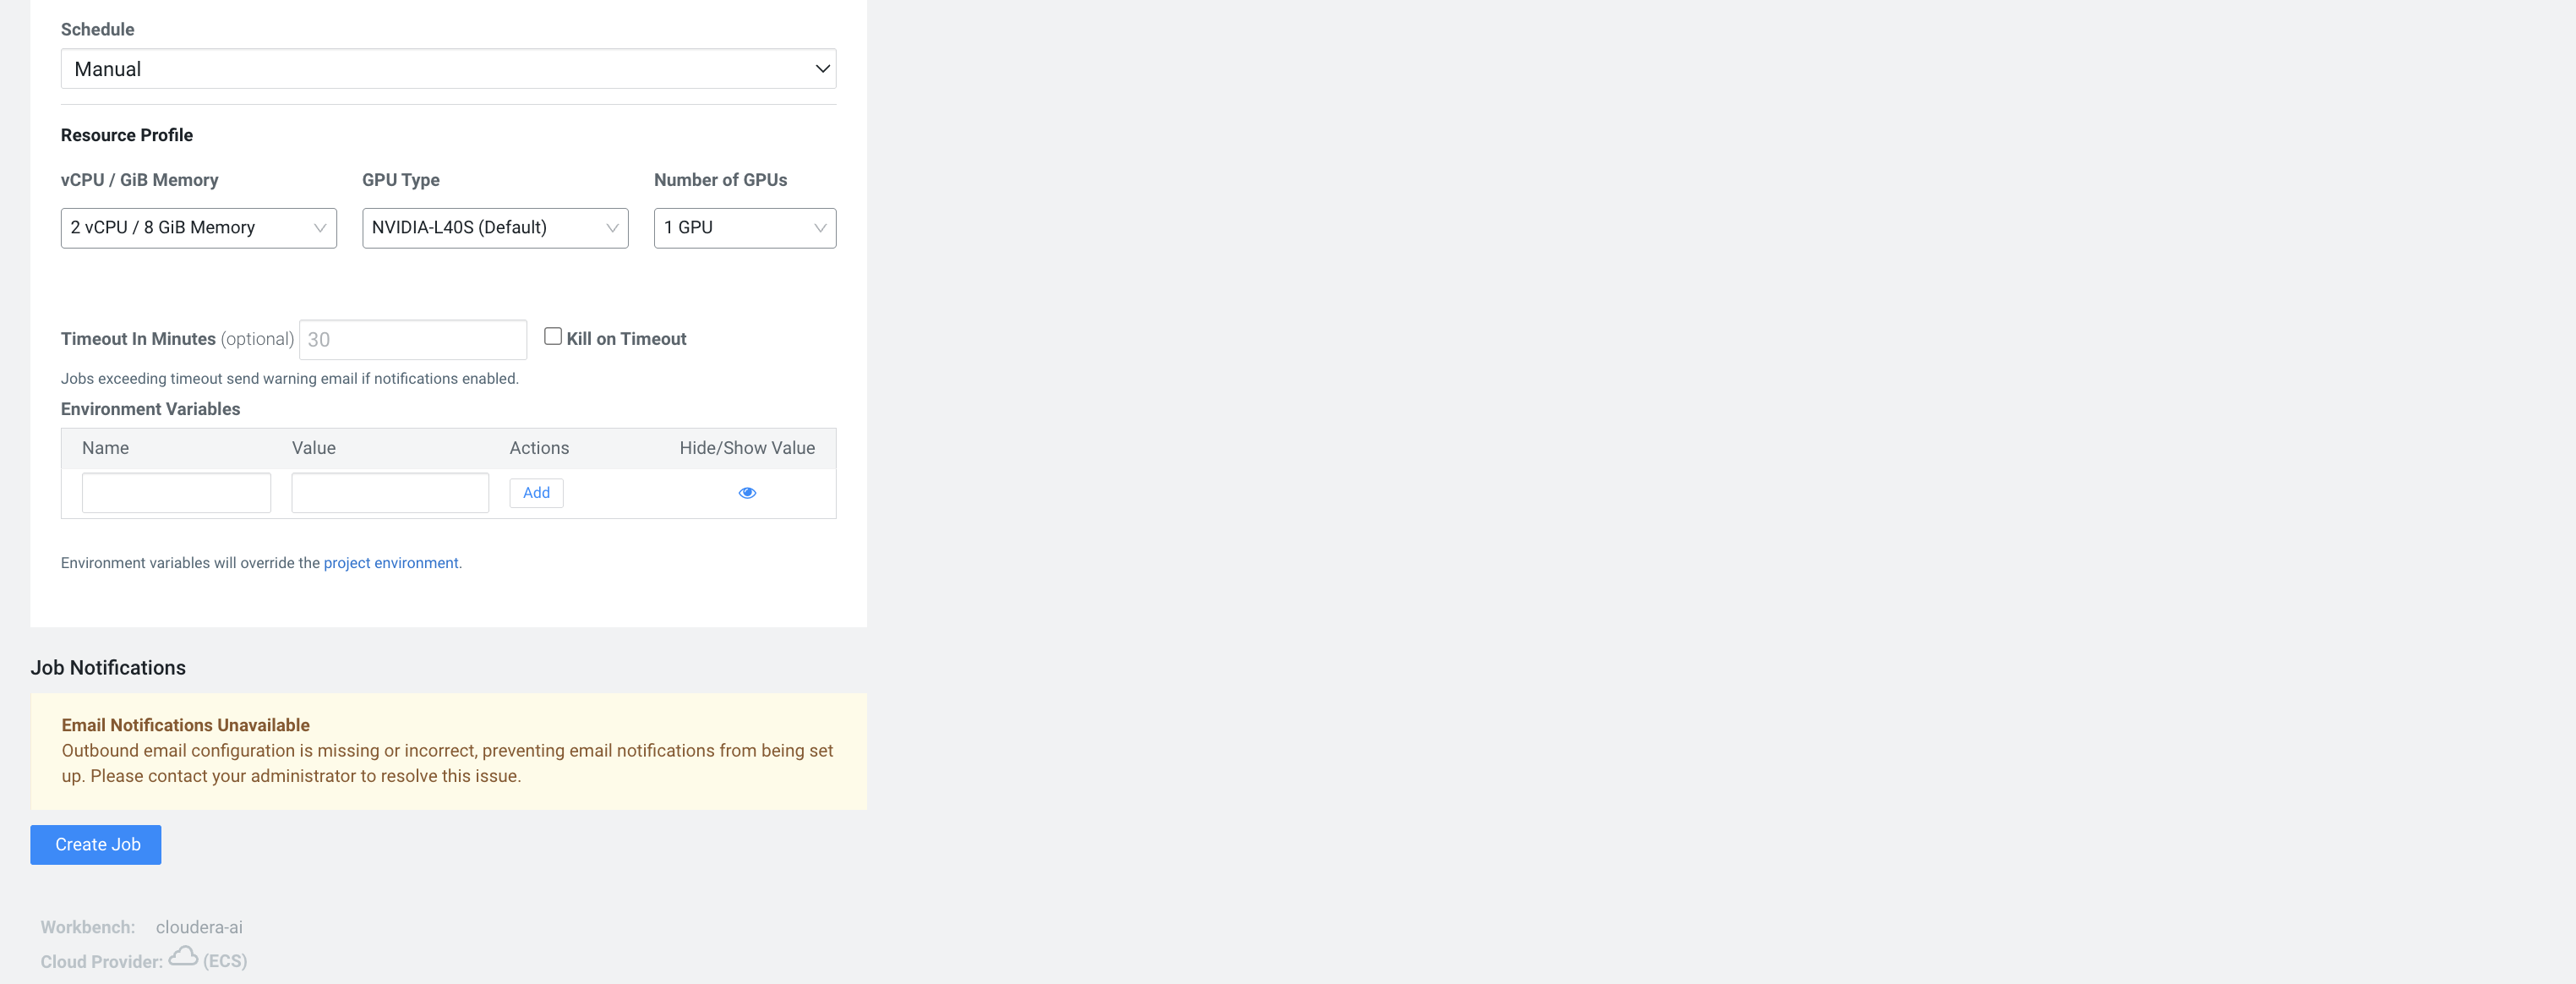 Schedule
Manual
Resource Profile
vCPU / GiB Memory
GPU Type
Number of GPUs
2 vCPU / 8 GiB Memory
NVIDIA-L40S (Default)
1 GPU
Timeout In Minutes (optional)
30
Kill on Timeout
Jobs exceeding timeout send warning email if notifications enabled.
Environment Variables
Name
Value
Actions
Hide/Show Value
Add
Environment variables will override the project environment.
Job Notifications
Email Notifications Unavailable
Outbound email configuration is missing or incorrect, preventing email notifications from being set
up. Please contact your administrator to resolve this issue.
Create Job
Workbench: cloudera-ai
Cloud Provider: (ECS)